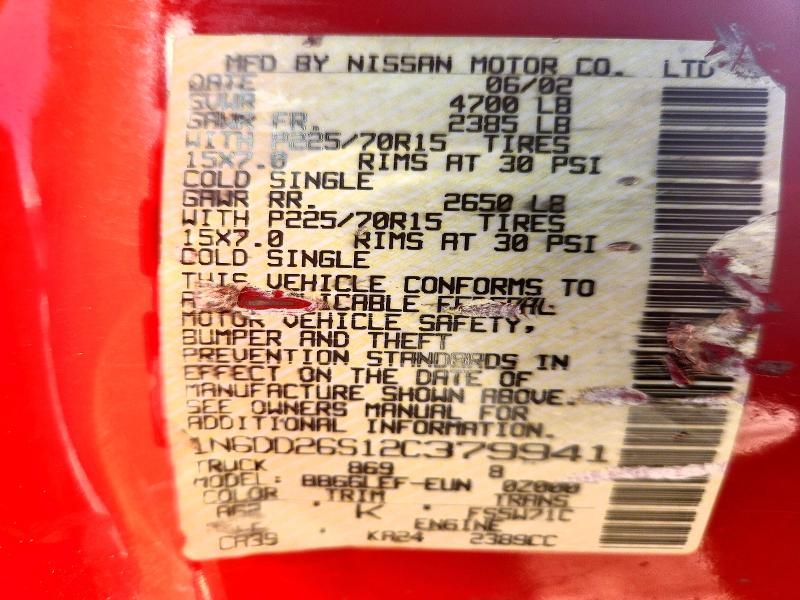 MFD BY NISSAN MOTOR CO. LTD
DATE 06/02
GVWR 4700 LB
GAWR FR. 2385 LB
WITH P225/70R15 TIRES
15X7.0 RIMS AT 30 PSI
COLD SINGLE
GAWR RR. 2650 LB
WITH P225/70R15 TIRES
15X7.0 RIMS AT 30 PSI
COLD SINGLE
THIS VEHICLE CONFORMS TO
FEDERAL
MOTOR VEHICLE SAFETY,
BUMPER AND THEFT
PREVENTION STANDARDS IN
EFFECT ON THE DATE OF
MANUFACTURE SHOWN ABOVE.
SEE OWNERS MANUAL FOR
ADDITIONAL INFORMATION.
1N6DD26S12C379941
TRUCK 869 8
MODEL: BBGGLEF-EUN 0Z000
COLOR TRIM TRANS
K FS5W71C
ENGINE
CA39 KA24 2389CC